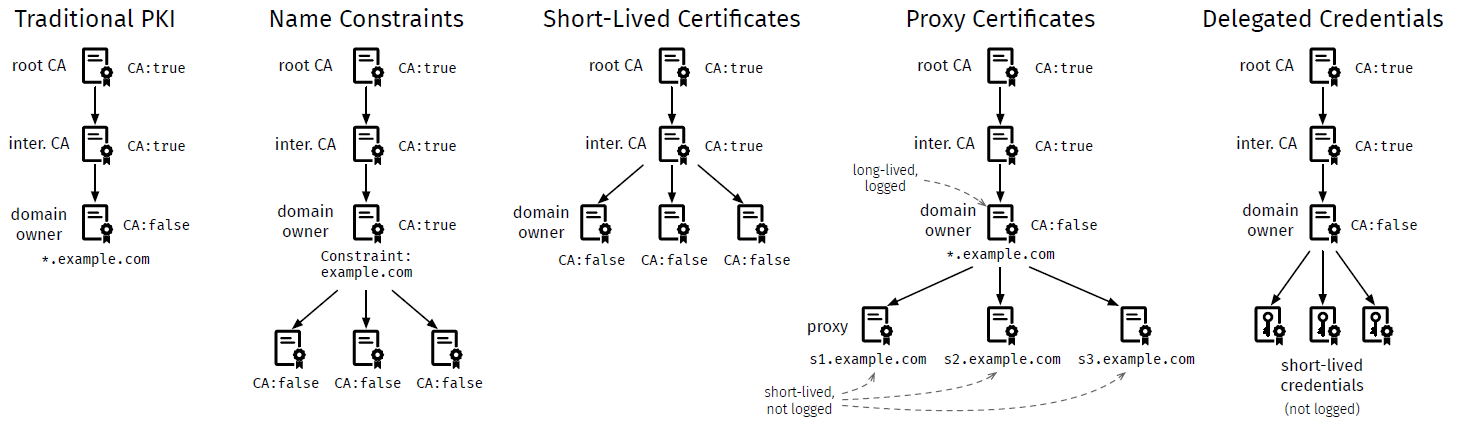 Traditional PKI
root CA
CA:true
inter. CA
CA:true
domain
owner
CA:false
*.example.com
Name Constraints
root CA
CA:true
inter. CA
CA:true
domain
owner
CA:true
Constraint:
example.com
CA:false
CA:false
CA:false
Short-Lived Certificates
root CA
CA:true
inter. CA
CA:true
domain
owner
CA:false
CA:false
CA:false
Proxy Certificates
root CA
CA:true
inter. CA
CA:true
long-lived,
logged
domain
owner
CA:false
*.example.com
proxy
s1.example.com
s2.example.com
s3.example.com
short-lived,
not logged
Delegated Credentials
root CA
CA:true
inter. CA
CA:true
domain
owner
CA:false
short-lived
credentials
(not logged)